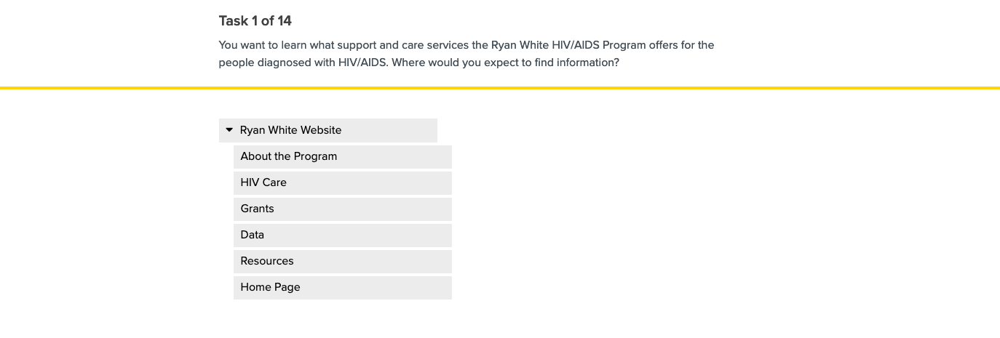 Task 1 of 14
You want to learn what support and care services the Ryan White HIV/AIDS Program offers for the
people diagnosed with HIV/AIDS. Where would you expect to find information?
Ryan White Website
About the Program
HIV Care
Grants
Data
Resources
Home Page